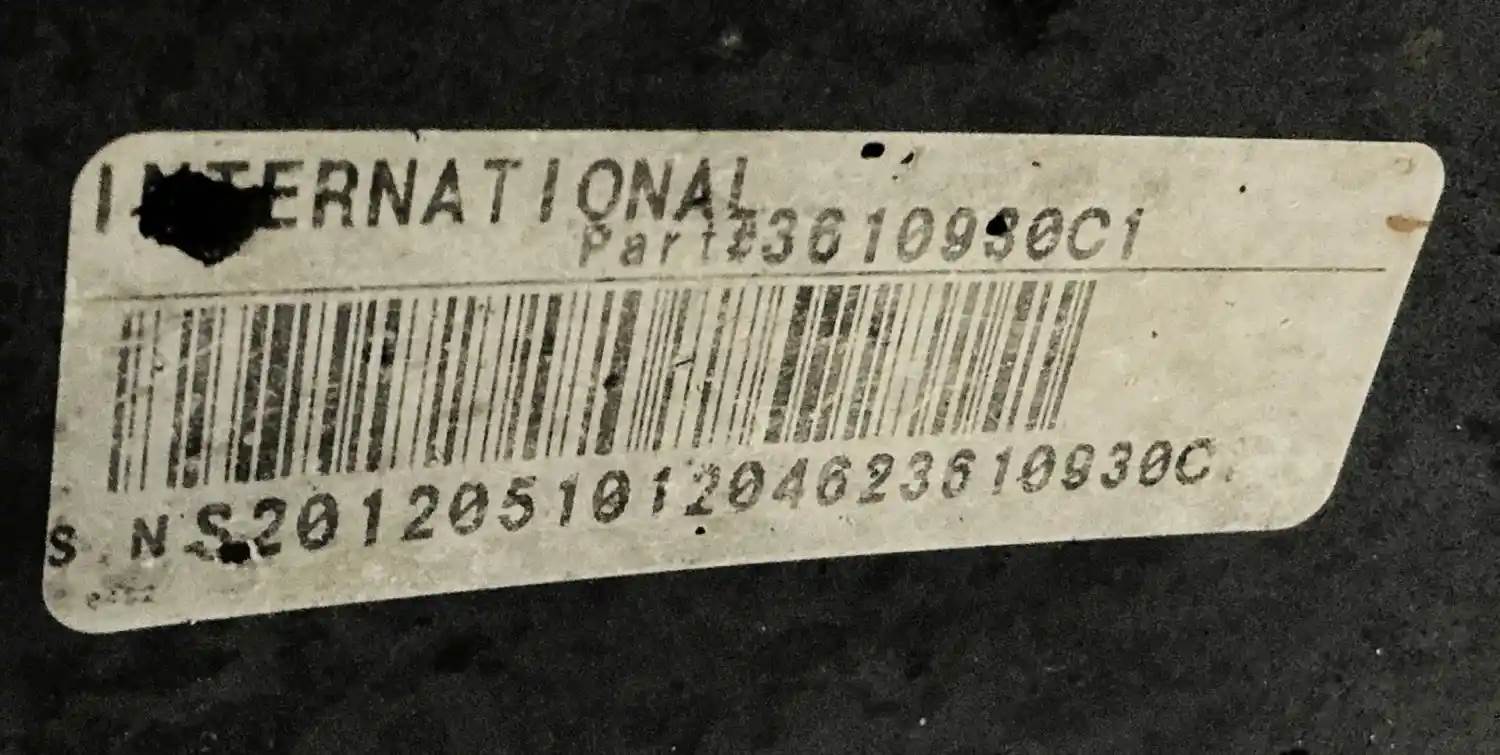 INTERNATIONAL
Part#3610930C1
S NS201205101204623610930C